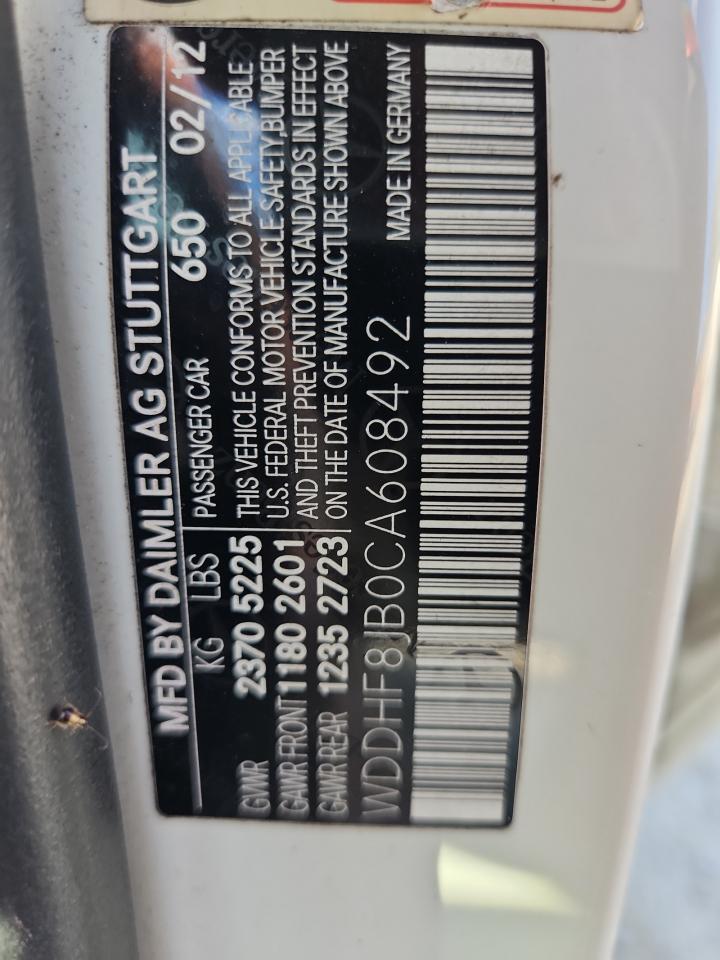 MFD BY DAIMLER AG STUTTGART
KG LBS PASSENGER CAR 650 02/12
GVWR 2370 5225 THIS VEHICLE CONFORMS TO ALL APPLICABLE
GAWR FRONT 1180 2601 U.S. FEDERAL MOTOR VEHICLE SAFETY,BUMPER
GAWR REAR 1235 2723 AND THEFT PREVENTION STANDARDS IN EFFECT
ON THE DATE OF MANUFACTURE SHOWN ABOVE
WDDHF8JB0CA608492 MADE IN GERMANY